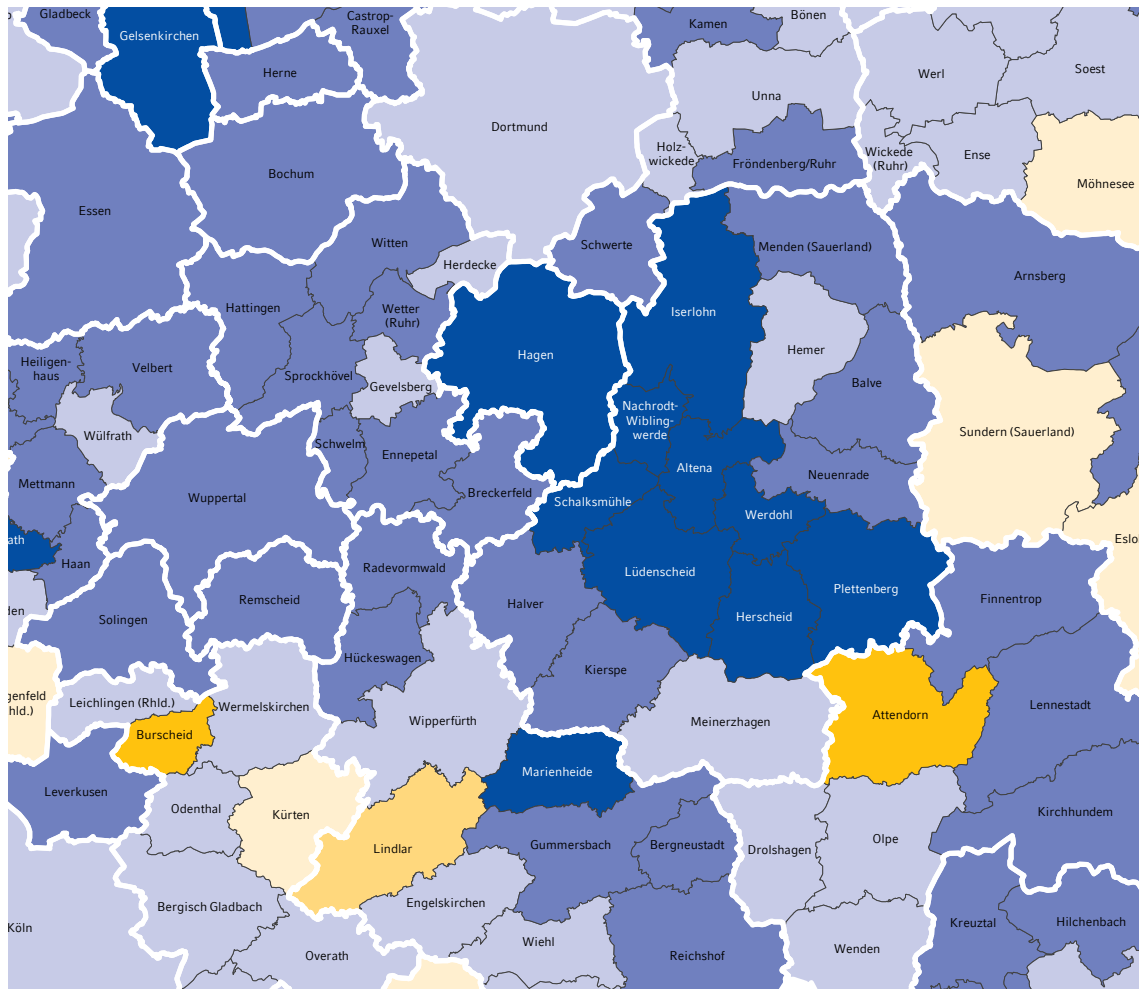 Gladbeck
Gelsenkirchen
Castrop-
Rauxel
Kamen
Bönen
Herne
Werl
Soest
Unna
Dortmund
Holz-
wickede
Fröndenberg/Ruhr
Wickede
(Ruhr)
Ense
Möhnesee
Bochum
Essen
Witten
Herdecke
Schwerte
Menden (Sauerland)
Arnsberg
Hattingen
Wetter
(Ruhr)
Iserlohn
Hagen
Hemer
Heiligen-
haus
Velbert
Sprockhövel
Gevelsberg
Balve
Nachrodt-
Wibling-
werde
Wülfrath
Schwelm
Ennepetal
Sundern (Sauerland)
Altena
Neuenrade
Mettmann
Wuppertal
Breckerfeld
Schalksmühle
Werdohl
ath
Eslo
Haan
Radevormwald
Lüdenscheid
Plettenberg
Finnentrop
den
Solingen
Remscheid
Halver
Herscheid
Hückeswagen
Kierspe
genfeld
hld.)
Leichlingen (Rhld.)
Wermelskirchen
Wipperfürth
Meinerzhagen
Attendorn
Lennestadt
Burscheid
Marienheide
Leverkusen
Odenthal
Kürten
Kirchhundem
Lindlar
Gummersbach
Bergneustadt
Drolshagen
Olpe
Bergisch Gladbach
Engelskirchen
Köln
Kreuztal
Hilchenbach
Overath
Wiehl
Reichshof
Wenden